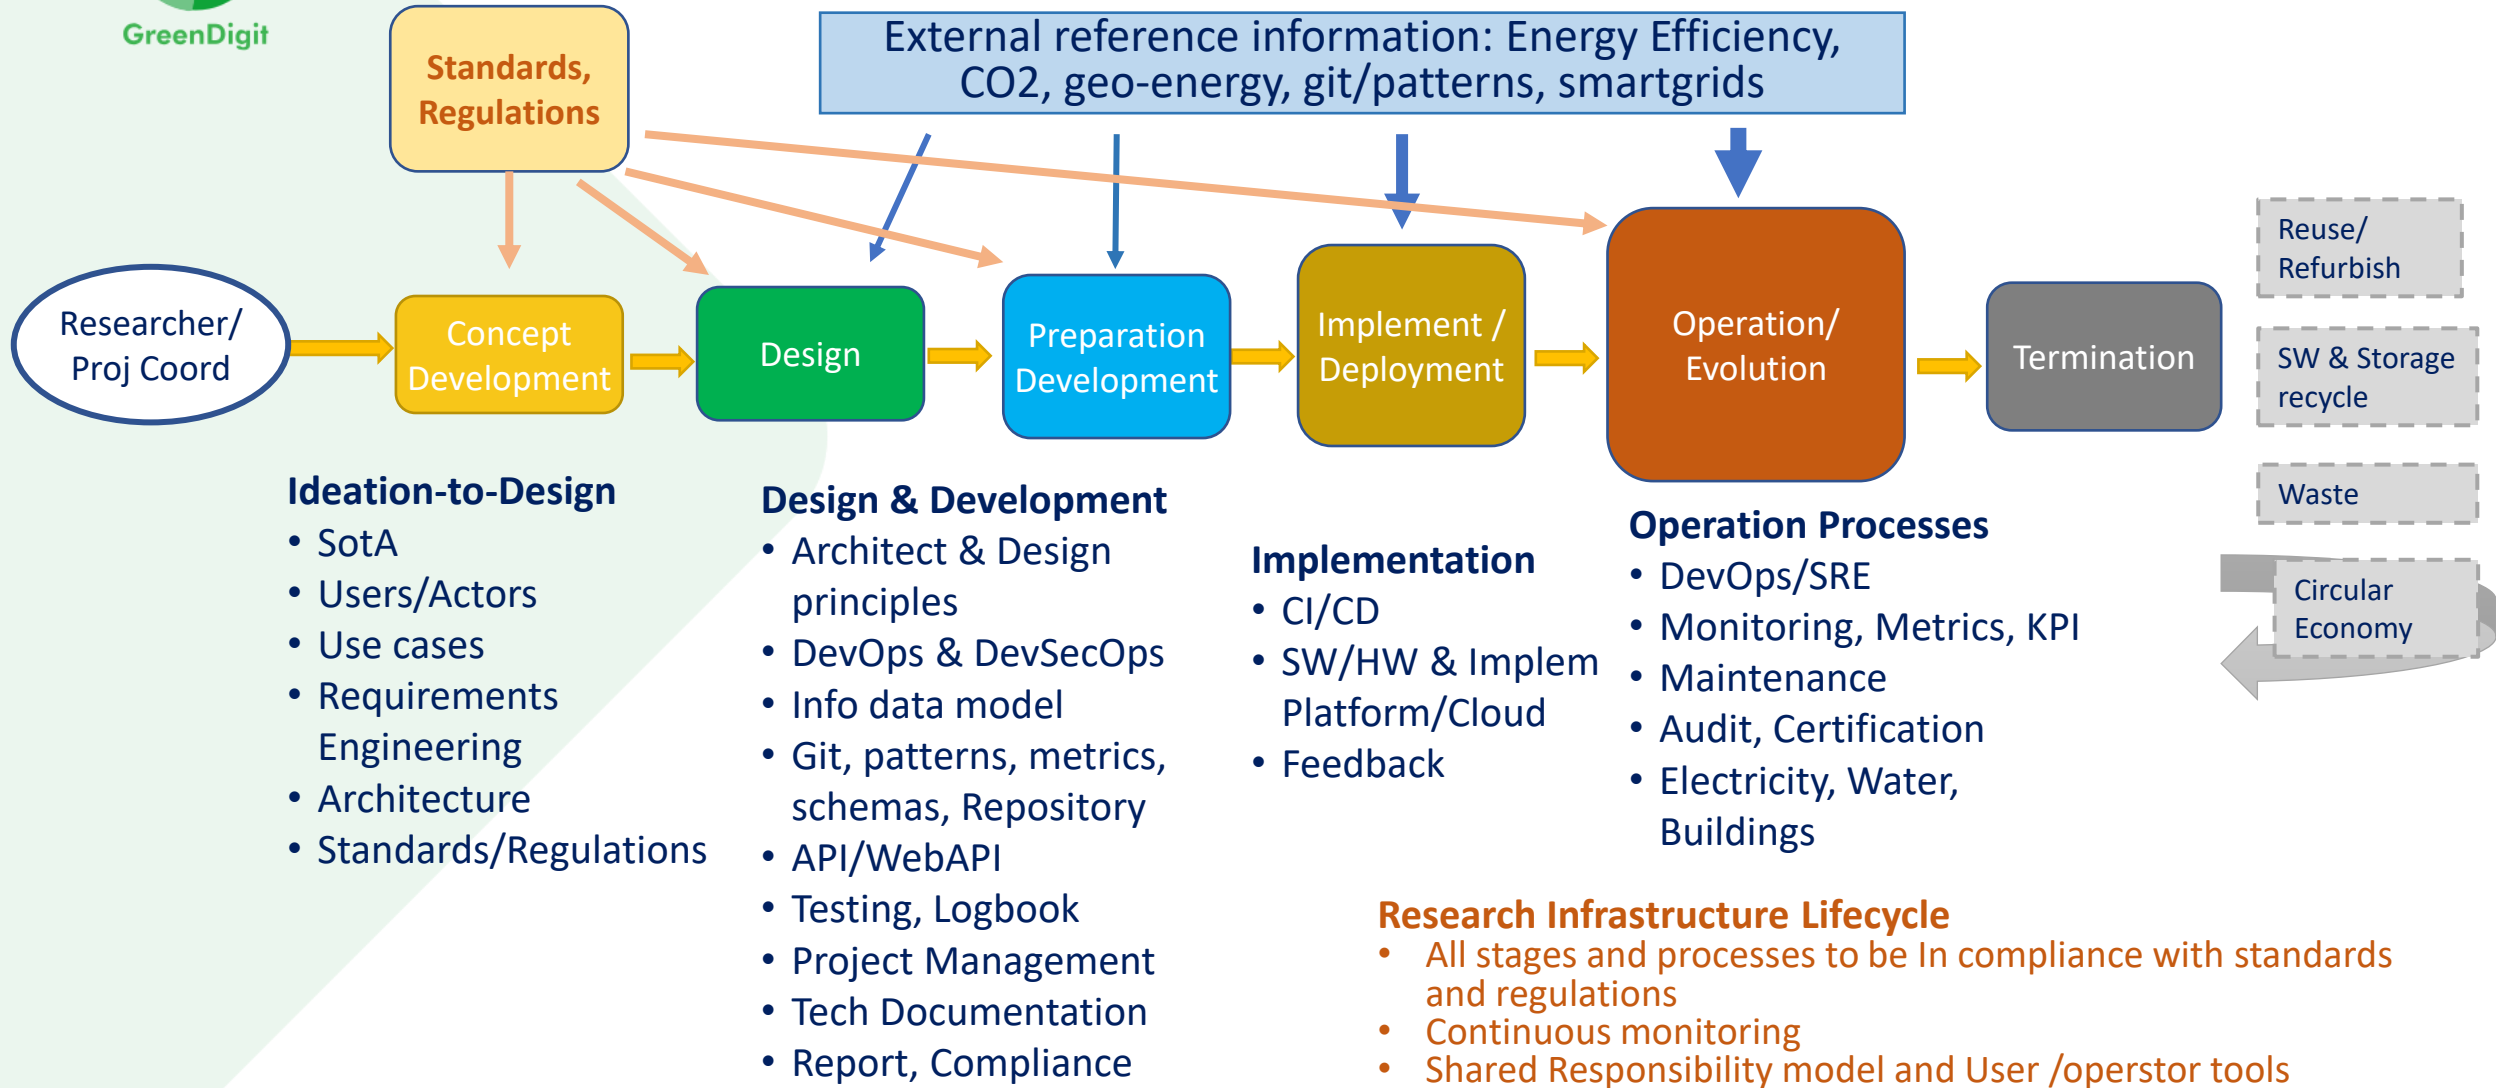 GreenDigit
Standards,
Regulations
External reference information: Energy Efficiency,
CO2, geo-energy, git/patterns, smartgrids
Researcher/
Proj Coord
Concept
Development
Design
Preparation
Development
Implement /
Deployment
Operation/
Evolution
Termination
Reuse/
Refurbish
SW & Storage
recycle
Waste
Circular
Economy
Ideation-to-Design
• SotA
• Users/Actors
• Use cases
• Requirements
Engineering
• Architecture
• Standards/Regulations
Design & Development
• Architect & Design
principles
• DevOps & DevSecOps
• Info data model
• Git, patterns, metrics,
schemas, Repository
• API/WebAPI
• Testing, Logbook
• Project Management
• Tech Documentation
• Report, Compliance
Implementation
• CI/CD
• SW/HW & Implem
Platform/Cloud
• Feedback
Operation Processes
• DevOps/SRE
• Monitoring, Metrics, KPI
• Maintenance
• Audit, Certification
• Electricity, Water,
Buildings
Research Infrastructure Lifecycle
• All stages and processes to be In compliance with standards
and regulations
• Continuous monitoring
• Shared Responsibility model and User /operstor tools